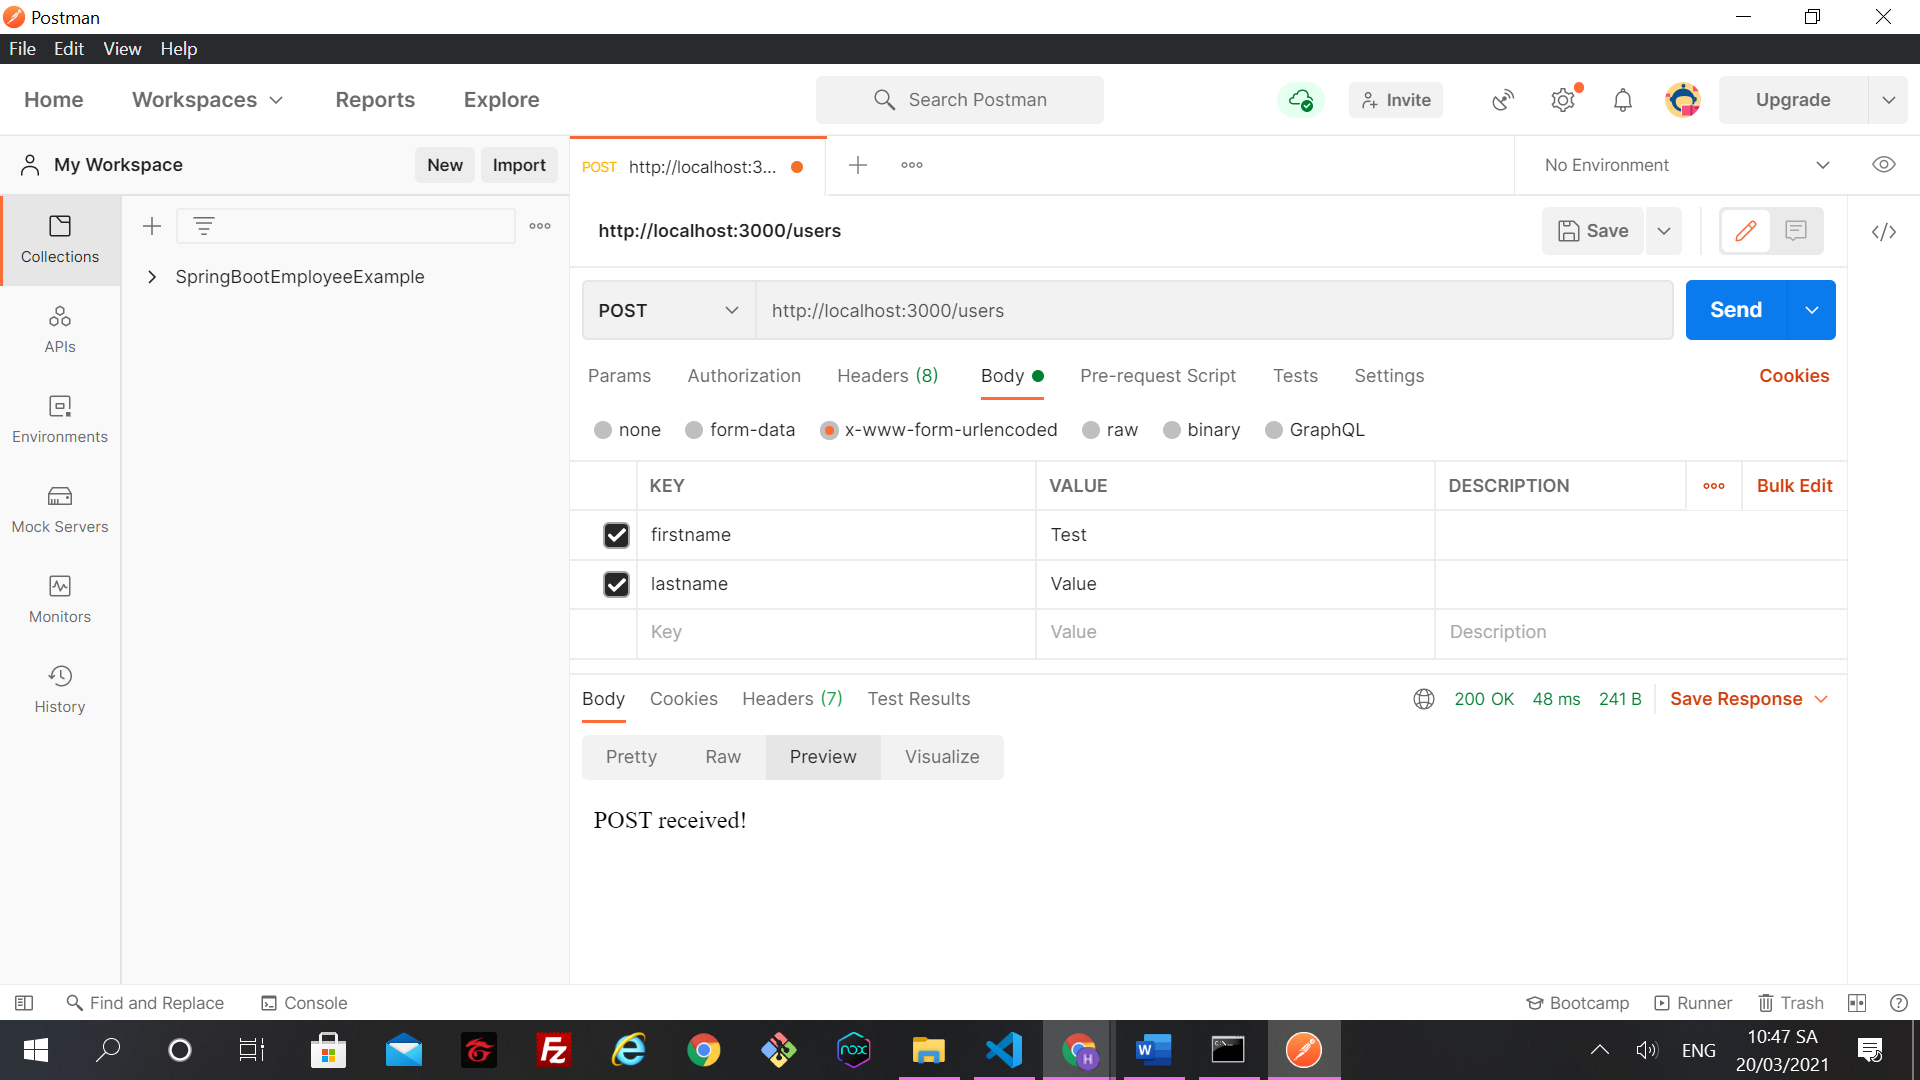 Postman
File Edit View Help
Home Workspaces Reports Explore Search Postman Invite Upgrade
My Workspace New Import POST http://localhost:3... No Environment
Collections
APIs
Environments
Mock Servers
Monitors
History
SpringBootEmployeeExample
http://localhost:3000/users Save
POST http://localhost:3000/users Send
Params Authorization Headers (8) Body Pre-request Script Tests Settings Cookies
none form-data x-www-form-urlencoded raw binary GraphQL
KEY VALUE DESCRIPTION Bulk Edit
firstname Test
lastname Value
Key Value Description
Body Cookies Headers (7) Test Results 200 OK 48 ms 241 B Save Response
Pretty Raw Preview Visualize
POST received!
Find and Replace Console Bootcamp Runner Trash
ENG 10:47 SA
20/03/2021